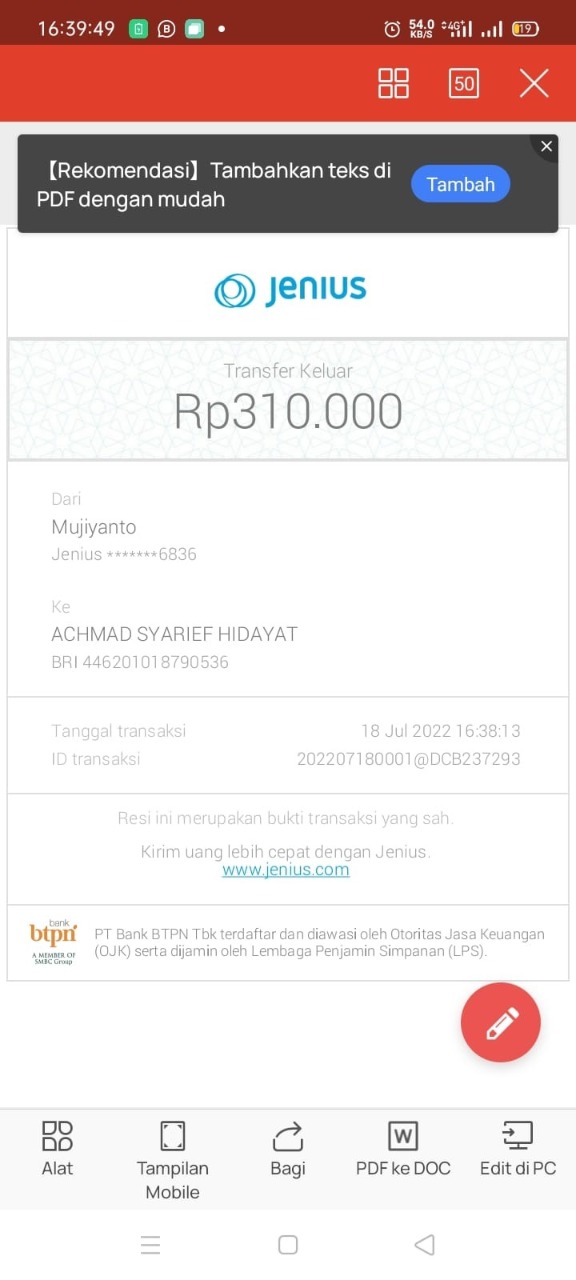 16:39:49
54.0 KB/S 4G+ 19
50
【Rekomendasi】Tambahkan teks di
PDF dengan mudah
Tambah
Jenius
Transfer Keluar
Rp310.000
Dari
Mujiyanto
Jenius *******6836
Ke
ACHMAD SYARIEF HIDAYAT
BRI 446201018790536
Tanggal transaksi 18 Jul 2022 16:38:13
ID transaksi 202207180001@DCB237293
Resi ini merupakan bukti transaksi yang sah.
Kirim uang lebih cepat dengan Jenius.
www.jenius.com
bank
btpn
A MEMBER OF
SMBC Group
PT Bank BTPN Tbk terdaftar dan diawasi oleh Otoritas Jasa Keuangan
(OJK) serta dijamin oleh Lembaga Penjamin Simpanan (LPS).
Alat
Tampilan
Mobile
Bagi
W
PDF ke DOC
Edit di PC